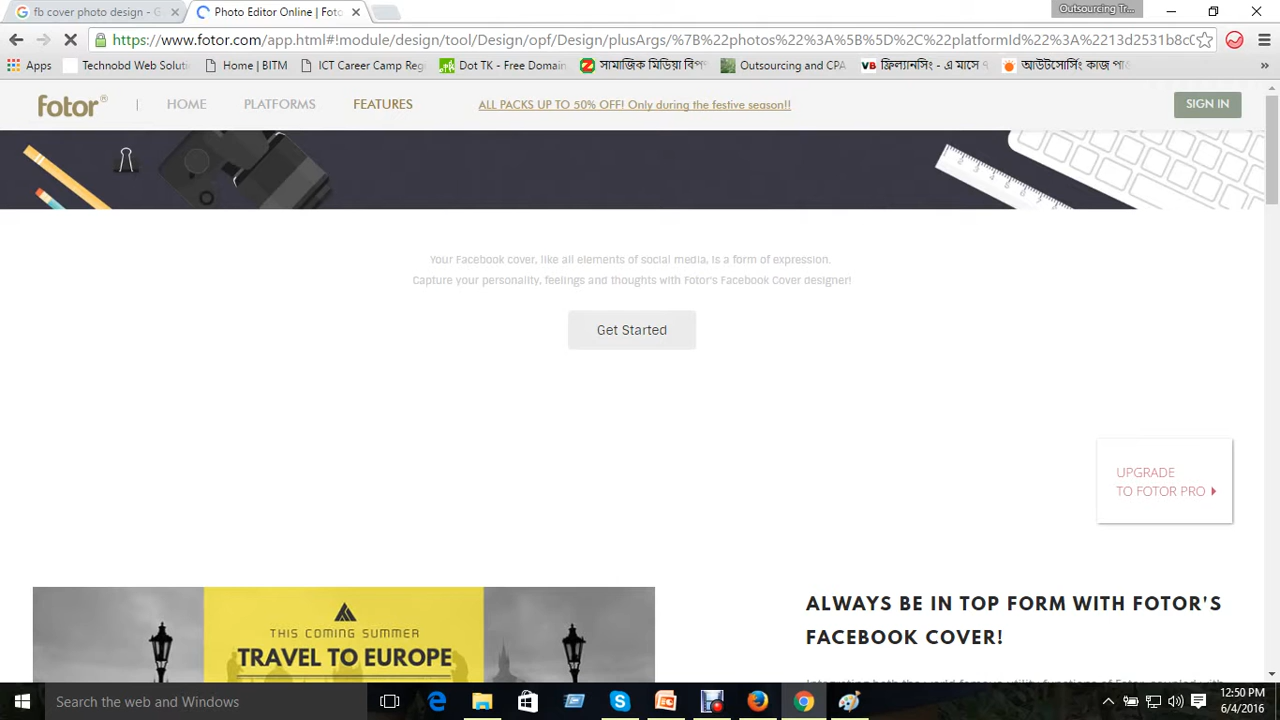 fb cover photo design - G
Photo Editor Online | Foto
Outsourcing Tr...
https://www.fotor.com/app.html#!module/design/tool/Design/opf/Design/plusArgs/%7B%22photos%22%3A%5B%5D%2C%22platformId%22%3A%2213d2531b8c0
Apps
Technobd Web Soluti
Home | BITM
ICT Career Camp Reg
Dot TK - Free Domain
সামাজিক মিডিয়া বিপ
Outsourcing and CPA
ফ্রিল্যানসিং - এ মাসে
আউটসোর্সিং কাজ
»
fotor®
HOME
PLATFORMS
FEATURES
ALL PACKS UP TO 50% OFF! Only during the festive season!!
SIGN IN
Your Facebook cover, like all elements of social media, is a form of expression.
Capture your personality, feelings and thoughts with Fotor's Facebook Cover designer!
Get Started
UPGRADE
TO FOTOR PRO
THIS COMING SUMMER
TRAVEL TO EUROPE
ALWAYS BE IN TOP FORM WITH FOTOR'S
FACEBOOK COVER!
Search the web and Windows
12:50 PM
6/4/2016